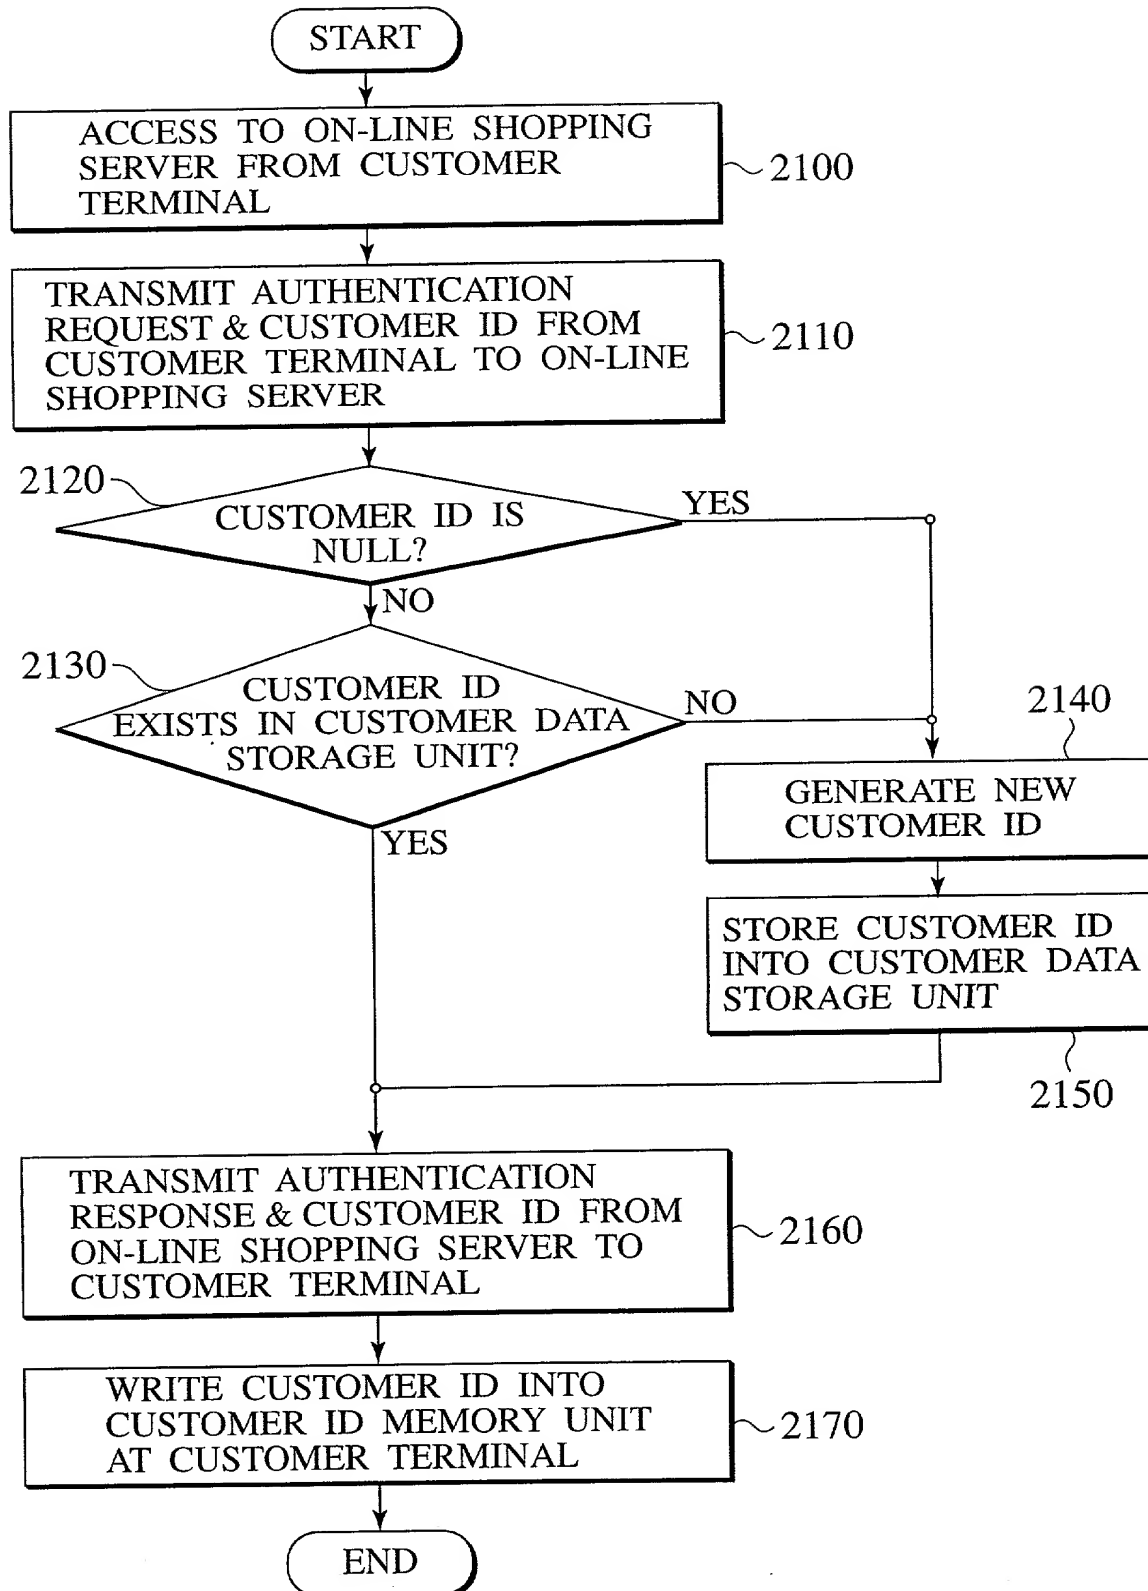 START
ACCESS TO ON-LINE SHOPPING
SERVER FROM CUSTOMER
TERMINAL
2100
TRANSMIT AUTHENTICATION
REQUEST & CUSTOMER ID FROM
CUSTOMER TERMINAL TO ON-LINE
SHOPPING SERVER
2110
2120
CUSTOMER ID IS
NULL?
YES
NO
2130
CUSTOMER ID
EXISTS IN CUSTOMER DATA
STORAGE UNIT?
NO
YES
2140
GENERATE NEW
CUSTOMER ID
STORE CUSTOMER ID
INTO CUSTOMER DATA
STORAGE UNIT
2150
TRANSMIT AUTHENTICATION
RESPONSE & CUSTOMER ID FROM
ON-LINE SHOPPING SERVER TO
CUSTOMER TERMINAL
2160
WRITE CUSTOMER ID INTO
CUSTOMER ID MEMORY UNIT
AT CUSTOMER TERMINAL
2170
END